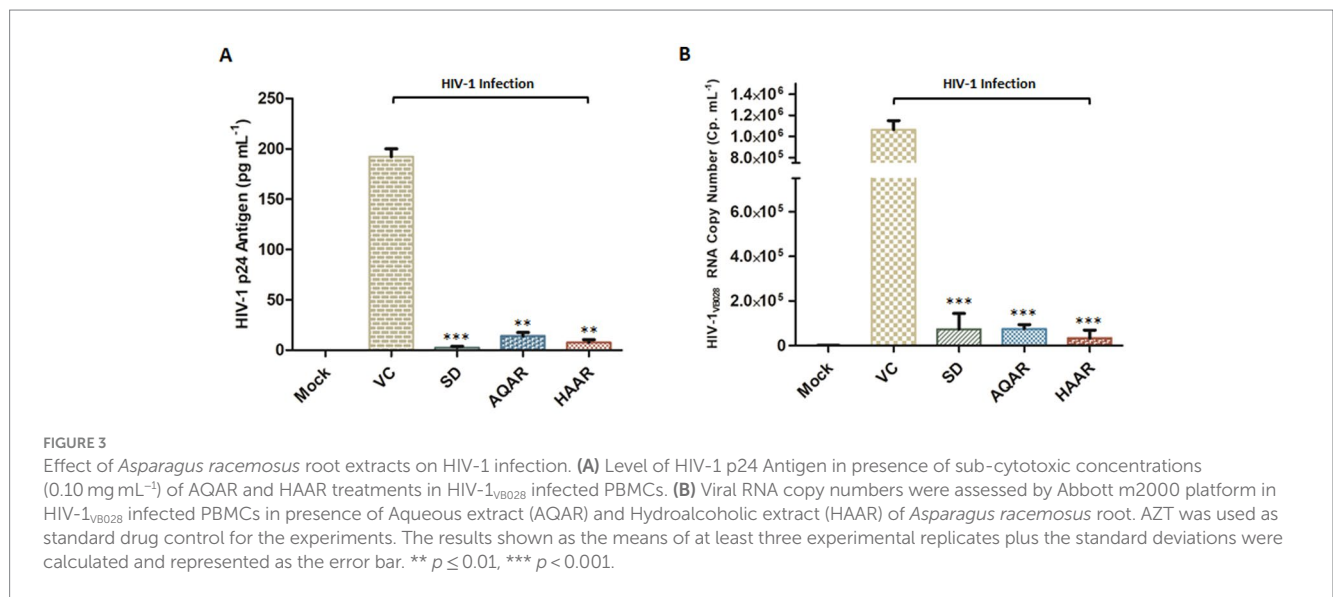 A
HIV-1 Infection
HIV-1 p24 Antigen (pg mL⁻¹)
250
200
150
100
50
0
***
**
**
Mock
VC
SD
AQAR
HAAR
B
HIV-1 Infection
HIV-1VB028 RNA Copy Number (Cp. mL⁻¹)
1.4×10⁶
1.2×10⁶
1.0×10⁶
8.0×10⁵
6.0×10⁵
4.0×10⁵
2.0×10⁵
0
***
***
***
Mock
VC
SD
AQAR
HAAR
FIGURE 3
Effect of Asparagus racemosus root extracts on HIV-1 infection. (A) Level of HIV-1 p24 Antigen in presence of sub-cytotoxic concentrations
(0.10 mg mL⁻¹) of AQAR and HAAR treatments in HIV-1VB028 infected PBMCs. (B) Viral RNA copy numbers were assessed by Abbott m2000 platform in
HIV-1VB028 infected PBMCs in presence of Aqueous extract (AQAR) and Hydroalcoholic extract (HAAR) of Asparagus racemosus root. AZT was used as
standard drug control for the experiments. The results shown as the means of at least three experimental replicates plus the standard deviations were
calculated and represented as the error bar. ** p ≤ 0.01, *** p < 0.001.